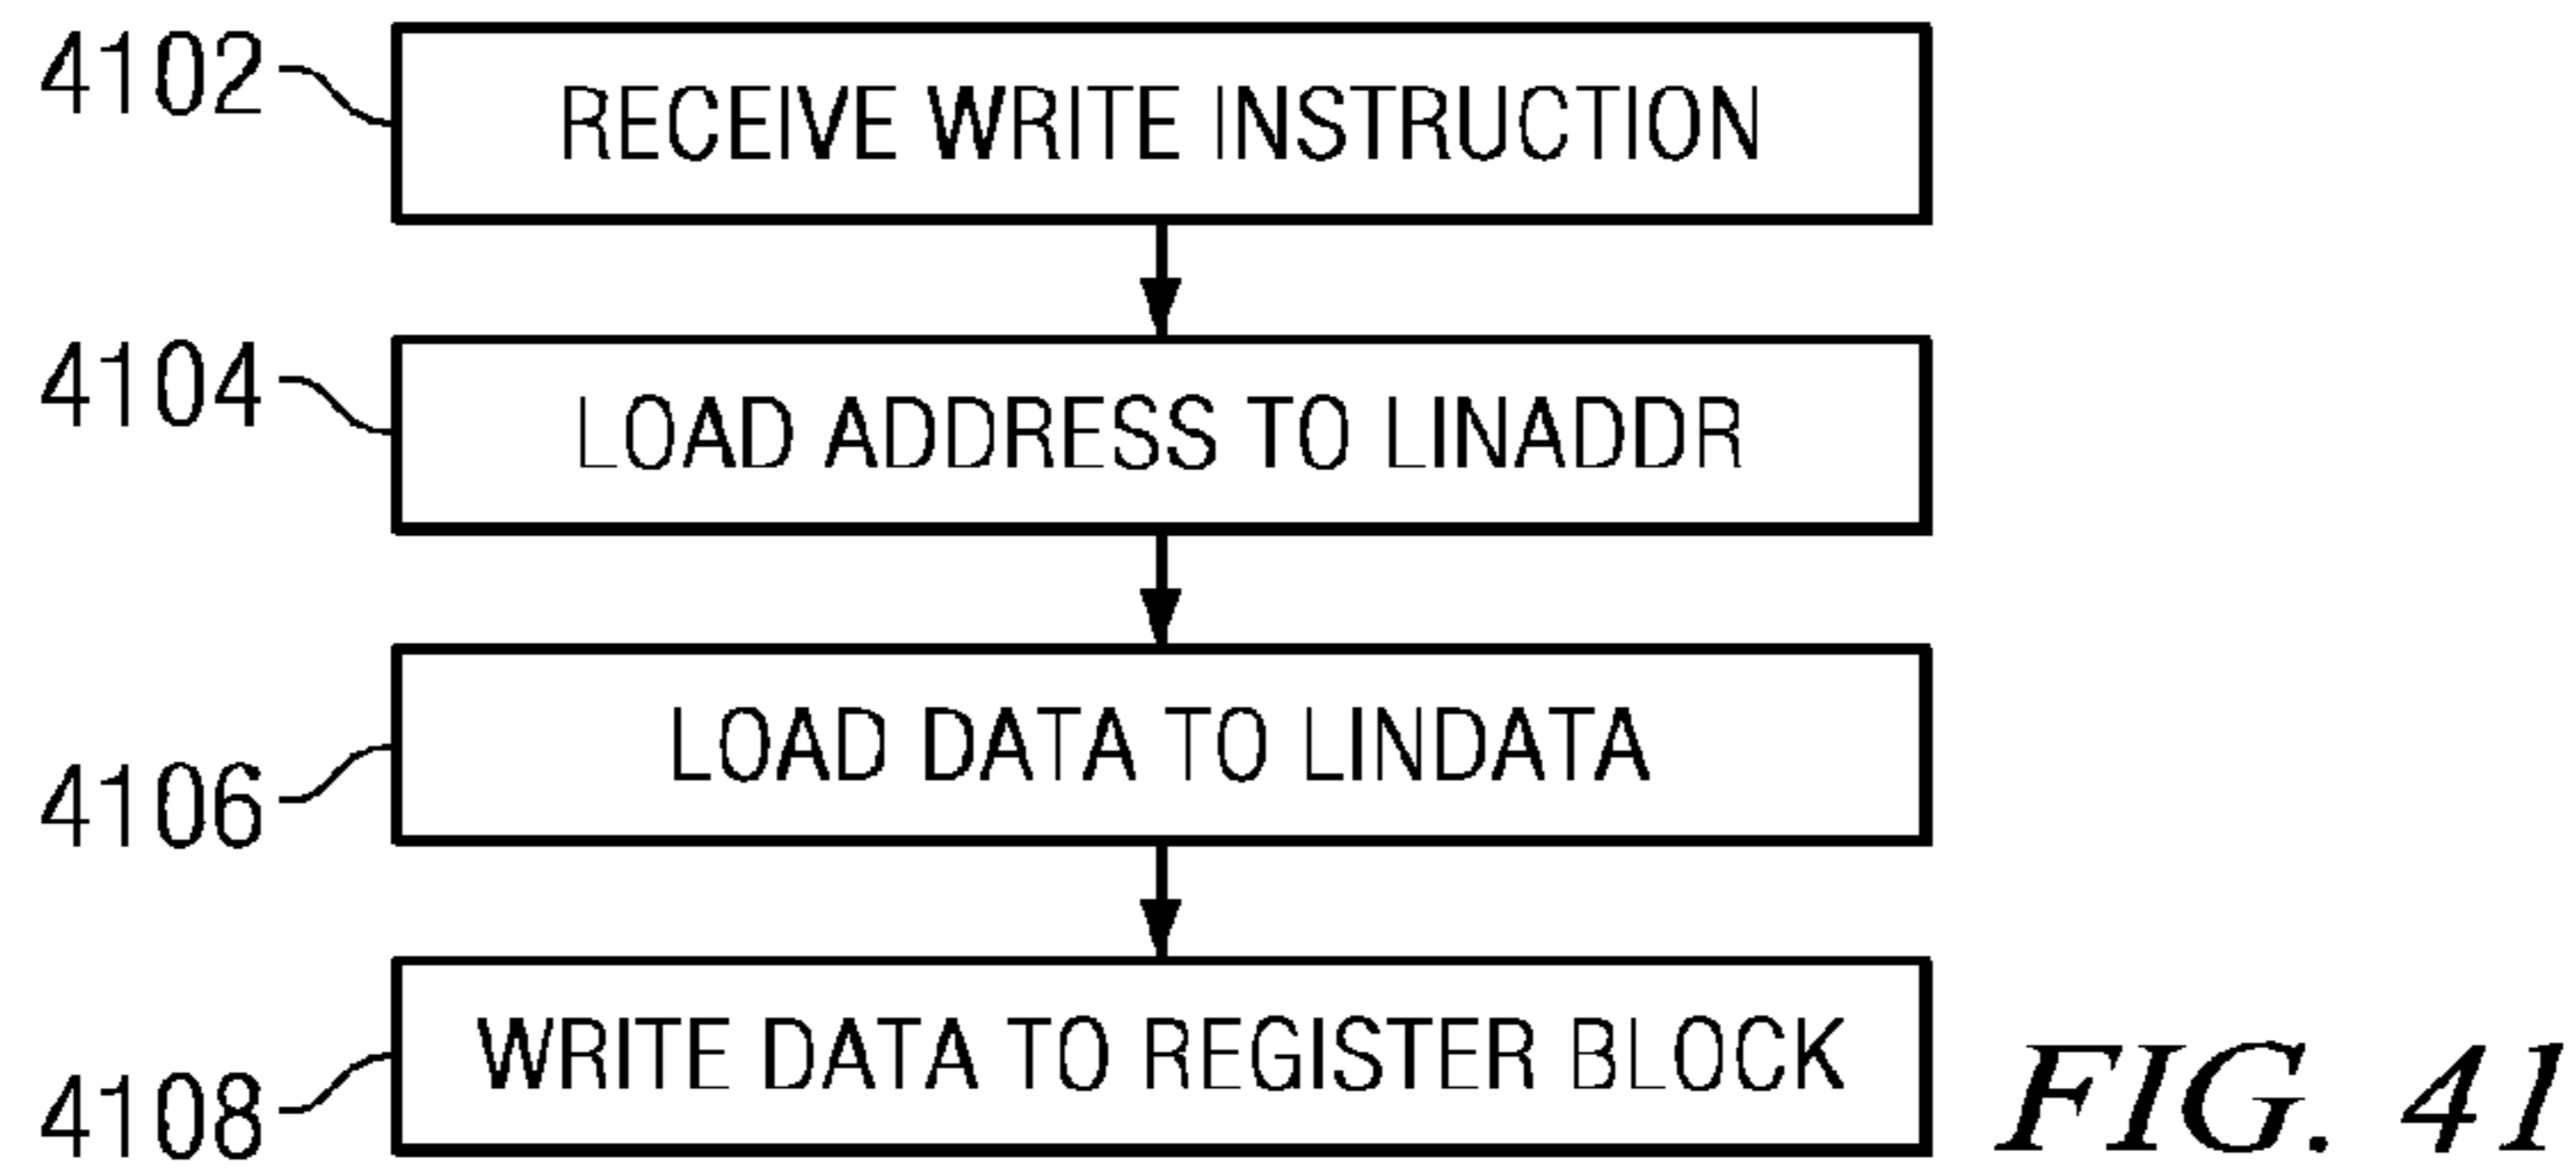 4102
RECEIVE WRITE INSTRUCTION
4104
LOAD ADDRESS TO LINADDR
4106
LOAD DATA TO LINDATA
4108
WRITE DATA TO REGISTER BLOCK
FIG. 41